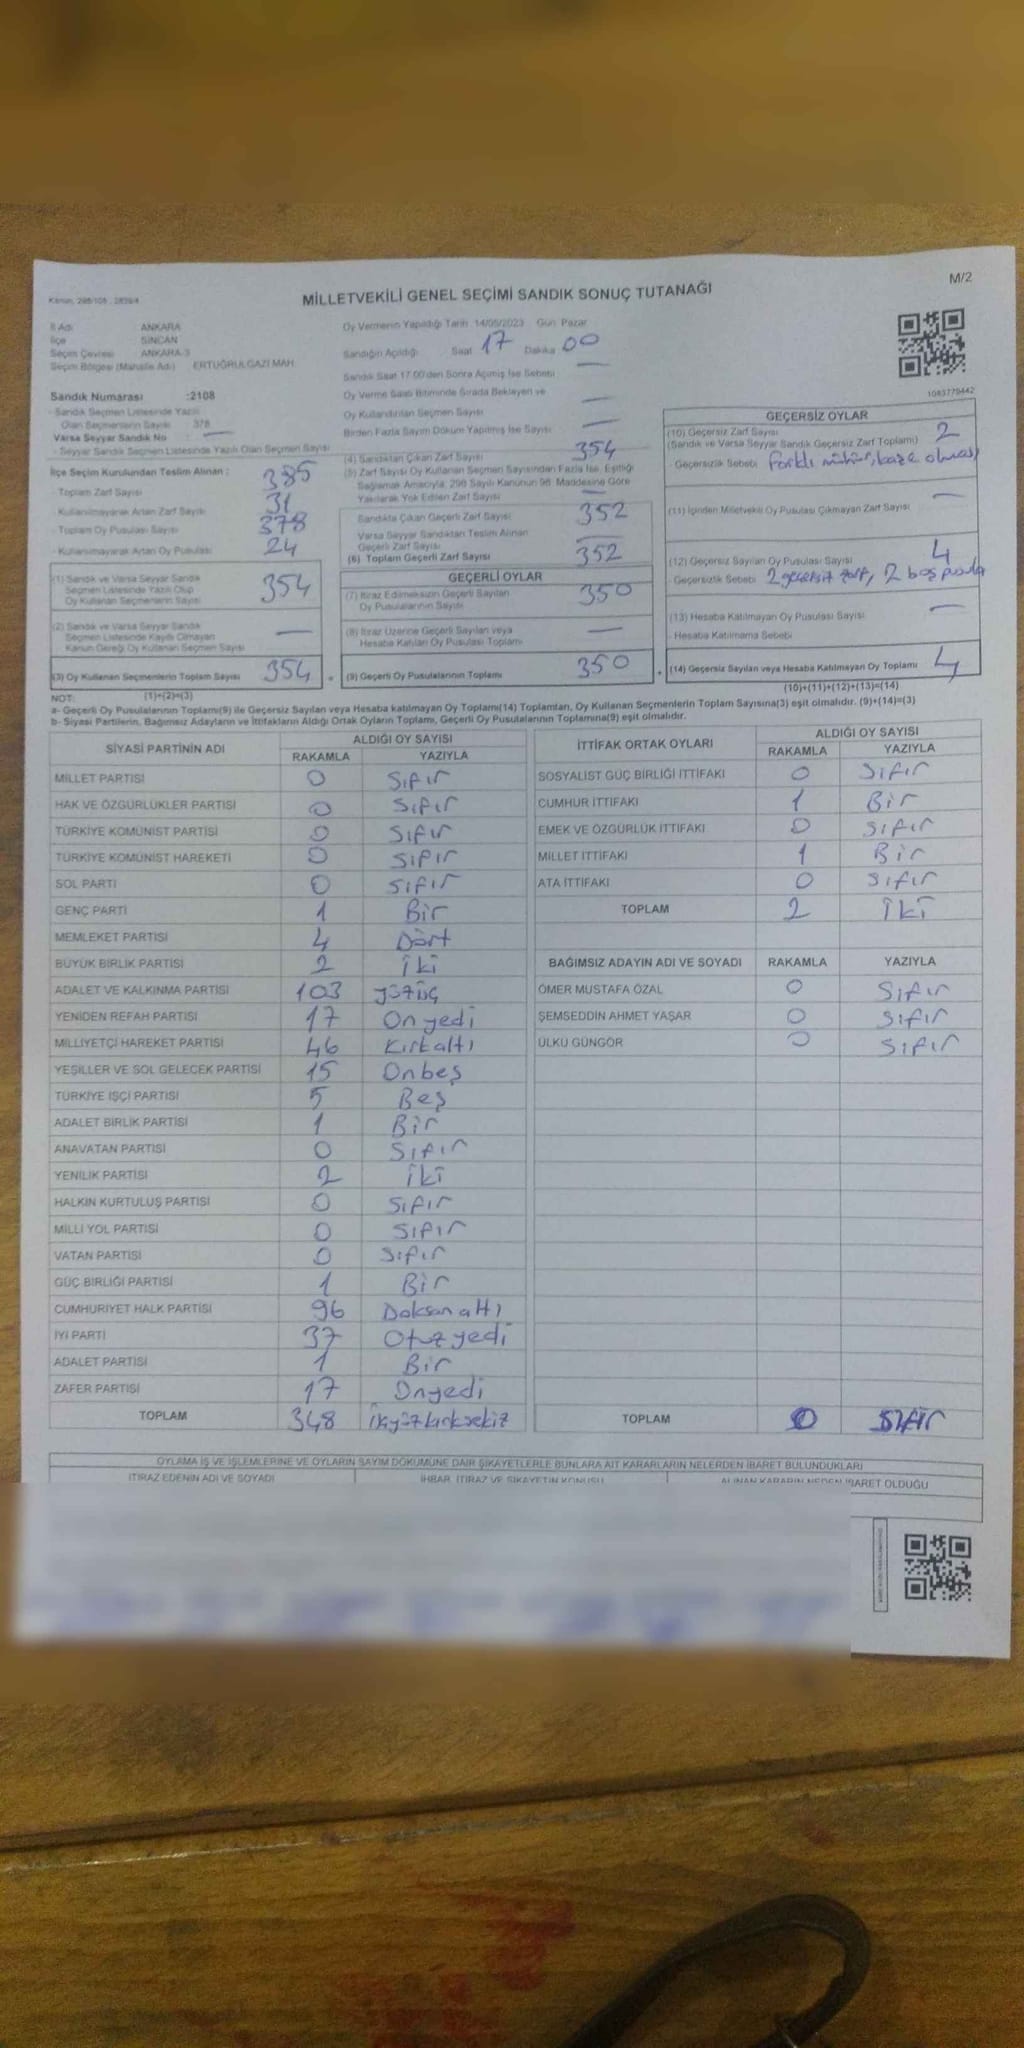 M/2
Kanun, 298/105 , 2839/4
MİLLETVEKİLİ GENEL SEÇİMİ SANDIK SONUÇ TUTANAĞI
İl Adı ANKARA
İlçe SİNCAN
Seçim Çevresi ANKARA-3
Seçim Bölgesi (Mahalle Adı) ERTUĞRULGAZİ MAH.
Sandık Numarası :2108
- Sandık Seçmen Listesinde Yazılı
Olan Seçmenlerin Sayısı 378
Varsa Seyyar Sandık No : —
- Seyyar Sandık Seçmen Listesinde Yazılı Olan Seçmen Sayısı
İlçe Seçim Kurulundan Teslim Alınan :
- Toplam Zarf Sayısı 385
- Kullanılmayarak Artan Zarf Sayısı 31
- Toplam Oy Pusulası Sayısı 378
- Kullanılmayarak Artan Oy Pusulası 24
(1) Sandık ve Varsa Seyyar Sandık
Seçmen Listesinde Yazılı Olup
Oy Kullanan Seçmenlerin Sayısı 354
(2) Sandık ve Varsa Seyyar Sandık
Seçmen Listesinde Kayıtlı Olmayan
Kanun Gereği Oy Kullanan Seçmen Sayısı —
(3) Oy Kullanan Seçmenlerin Toplam Sayısı 354
(1)+(2)=(3)
Oy Vermenin Yapıldığı Tarih :14/05/2023 Gün: Pazar
Sandığın Açıldığı Saat 17 Dakika 00
Sandık Saat 17.00'den Sonra Açılmış İse Sebebi —
Oy Verme Saati Bitiminde Sırada Bekleyen ve
Oy Kullandırılan Seçmen Sayısı —
Birden Fazla Sayım Döküm Yapılmış İse Sayısı —
(4) Sandıktan Çıkan Zarf Sayısı 354
(5) Zarf Sayısı Oy Kullanan Seçmen Sayısından Fazla İse, Eşitliği
Sağlamak Amacıyla, 298 Sayılı Kanunun 98. Maddesine Göre
Yakılarak Yok Edilen Zarf Sayısı —
Sandıkta Çıkan Geçerli Zarf Sayısı 352
Varsa Seyyar Sandıktan Teslim Alınan
Geçerli Zarf Sayısı —
(6) Toplam Geçerli Zarf Sayısı 352
GEÇERLİ OYLAR
(7) İtiraz Edilmeksizin Geçerli Sayılan
Oy Pusulalarının Sayısı 350
(8) İtiraz Üzerine Geçerli Sayılan veya
Hesaba Katılan Oy Pusulası Toplamı —
(9) Geçerli Oy Pusulalarının Toplamı 350
1083770442
GEÇERSİZ OYLAR
(10) Geçersiz Zarf Sayısı
(Sandık ve Varsa Seyyar Sandık Geçersiz Zarf Toplamı) 2
- Geçersizlik Sebebi farklı mühür,
(11) İçinden Milletvekili Oy Pusulası Çıkmayan Zarf Sayısı —
(12) Geçersiz Sayılan Oy Pusulası Sayısı 4
- Geçersizlik Sebebi 2 geçersiz zarf, 2 boş pusula
(13) Hesaba Katılmayan Oy Pusulası Sayısı —
- Hesaba Katılmama Sebebi
(14) Geçersiz Sayılan veya Hesaba Katılmayan Oy Toplamı 4
(10)+(11)+(12)+(13)=(14)
NOT:
a- Geçerli Oy Pusulalarının Toplamı(9) ile Geçersiz Sayılan veya Hesaba katılmayan Oy Toplamı(14) Toplamları, Oy Kullanan Seçmenlerin Toplam Sayısına(3) eşit olmalıdır. (9)+(14)=(3)
b- Siyasi Partilerin, Bağımsız Adayların ve İttifakların Aldığı Ortak Oyların Toplamı, Geçerli Oy Pusulalarının Toplamına(9) eşit olmalıdır.
SİYASİ PARTİNİN ADI ALDIĞI OY SAYISI
RAKAMLA YAZIYLA
MİLLET PARTİSİ 0 Sıfır
HAK VE ÖZGÜRLÜKLER PARTİSİ 0 Sıfır
TÜRKİYE KOMÜNİST PARTİSİ 0 Sıfır
TÜRKİYE KOMÜNİST HAREKETİ 0 Sıfır
SOL PARTİ 0 Sıfır
GENÇ PARTİ 1 Bir
MEMLEKET PARTİSİ 4 Dört
BÜYÜK BİRLİK PARTİSİ 2 İki
ADALET VE KALKINMA PARTİSİ 103 yüzüç
YENİDEN REFAH PARTİSİ 17 Onyedi
MİLLİYETÇİ HAREKET PARTİSİ 46 Kırkaltı
YEŞİLLER VE SOL GELECEK PARTİSİ 15 Onbeş
TÜRKİYE İŞÇİ PARTİSİ 5 Beş
ADALET BİRLİK PARTİSİ 1 Bir
ANAVATAN PARTİSİ 0 Sıfır
YENİLİK PARTİSİ 2 İki
HALKIN KURTULUŞ PARTİSİ 0 Sıfır
MİLLİ YOL PARTİSİ 0 Sıfır
VATAN PARTİSİ 0 Sıfır
GÜÇ BİRLİĞİ PARTİSİ 1 Bir
CUMHURİYET HALK PARTİSİ 96 Doksanaltı
İYİ PARTİ 37 Otuzyedi
ADALET PARTİSİ 1 Bir
ZAFER PARTİSİ 17 Onyedi
TOPLAM 348
İTTİFAK ORTAK OYLARI ALDIĞI OY SAYISI
RAKAMLA YAZIYLA
SOSYALİST GÜÇ BİRLİĞİ İTTİFAKI 0 Sıfır
CUMHUR İTTİFAKI 1 Bir
EMEK VE ÖZGÜRLÜK İTTİFAKI 0 Sıfır
MİLLET İTTİFAKI 1 Bir
ATA İTTİFAKI 0 Sıfır
TOPLAM 2 İki
BAĞIMSIZ ADAYIN ADI VE SOYADI RAKAMLA YAZIYLA
ÖMER MUSTAFA ÖZAL 0 Sıfır
ŞEMSEDDİN AHMET YAŞAR 0 Sıfır
ÜLKÜ GÜNGÖR 0 Sıfır
TOPLAM 0 SIFIR
OYLAMA İŞ VE İŞLEMLERİNE VE OYLARIN SAYIM DÖKÜMÜNE DAİR ŞİKAYETLERLE BUNLARA AİT KARARLARIN NELERDEN İBARET BULUNDUKLARI
İTİRAZ EDENİN ADI VE SOYADI İHBAR, İTİRAZ VE ŞİKAYETİN KONUSU ALINAN KARARIN NEDEN İBARET OLDUĞU